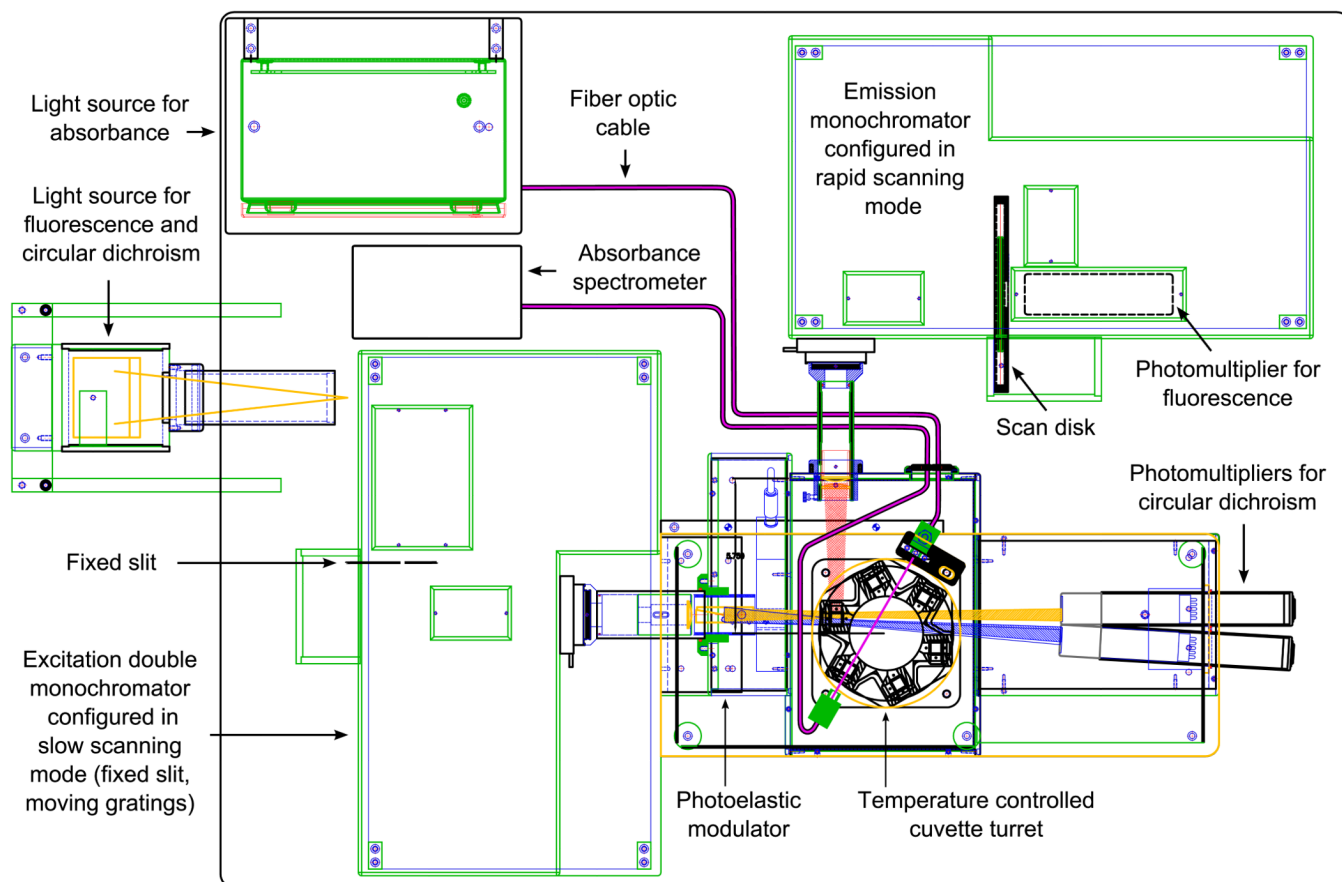 Light source for
absorbance
Light source for
fluorescence and
circular dichroism
Fiber optic
cable
Absorbance
spectrometer
Emission
monochromator
configured in
rapid scanning
mode
Photomultiplier for
fluorescence
Scan disk
Photomultipliers for
circular dichroism
Fixed slit
Excitation double
monochromator
configured in
slow scanning
mode (fixed slit,
moving gratings)
Photoelastic
modulator
Temperature controlled
cuvette turret